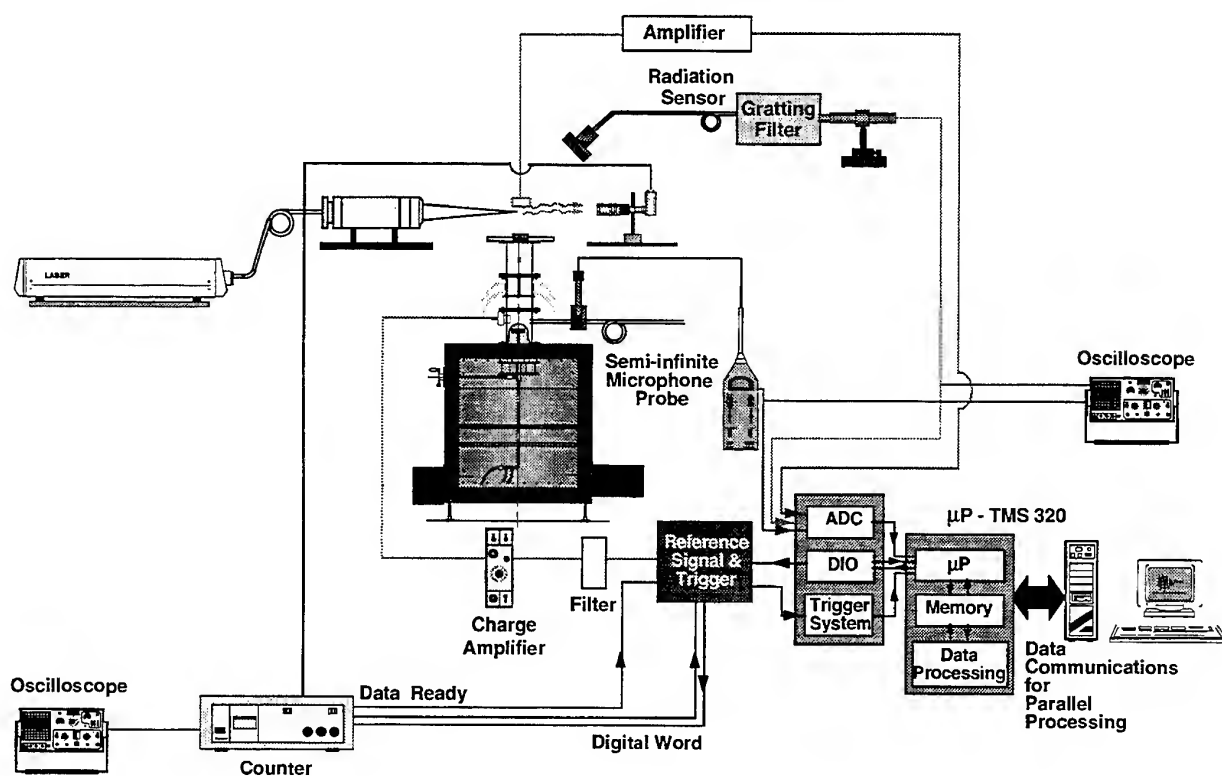 Amplifier
Radiation
Sensor
Gratting
Filter
LASER
Semi-infinite
Microphone
Probe
Oscilloscope
ADC
μP - TMS 320
Reference
Signal &
Trigger
DIO
μP
Filter
Trigger
System
Memory
Charge
Amplifier
Data
Processing
Data
Communications
for
Parallel
Processing
Oscilloscope
Data Ready
Digital Word
Counter